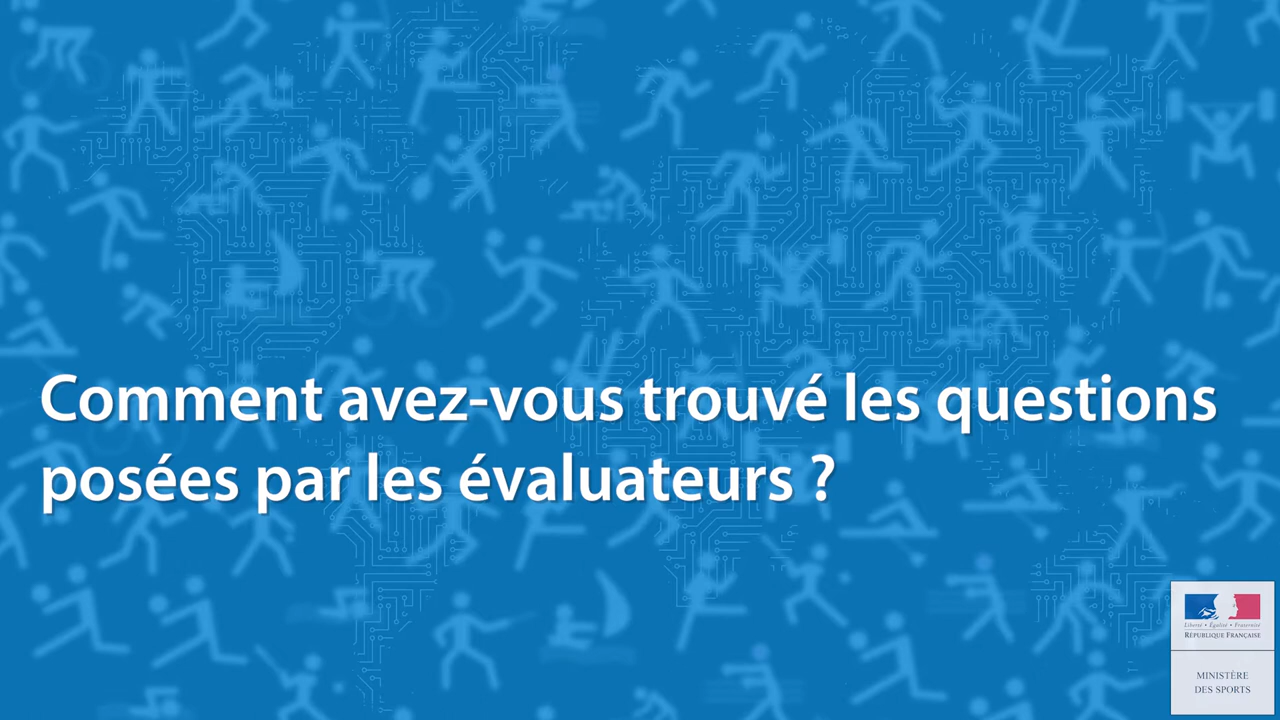 Comment avez-vous trouvé les questions
posées par les évaluateurs ?
Liberté • Égalité • Fraternité
RÉPUBLIQUE FRANÇAISE
MINISTÈRE
DES SPORTS